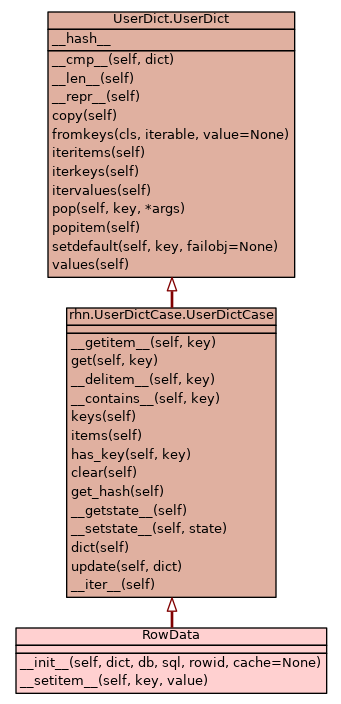 UserDict.UserDict
__hash__
__cmp__(self, dict)
__len__(self)
__repr__(self)
copy(self)
fromkeys(cls, iterable, value=None)
iteritems(self)
iterkeys(self)
itervalues(self)
pop(self, key, *args)
popitem(self)
setdefault(self, key, failobj=None)
values(self)
rhn.UserDictCase.UserDictCase
__getitem__(self, key)
get(self, key)
__delitem__(self, key)
__contains__(self, key)
keys(self)
items(self)
has_key(self, key)
clear(self)
get_hash(self)
__getstate__(self)
__setstate__(self, state)
dict(self)
update(self, dict)
__iter__(self)
RowData
__init__(self, dict, db, sql, rowid, cache=None)
__setitem__(self, key, value)